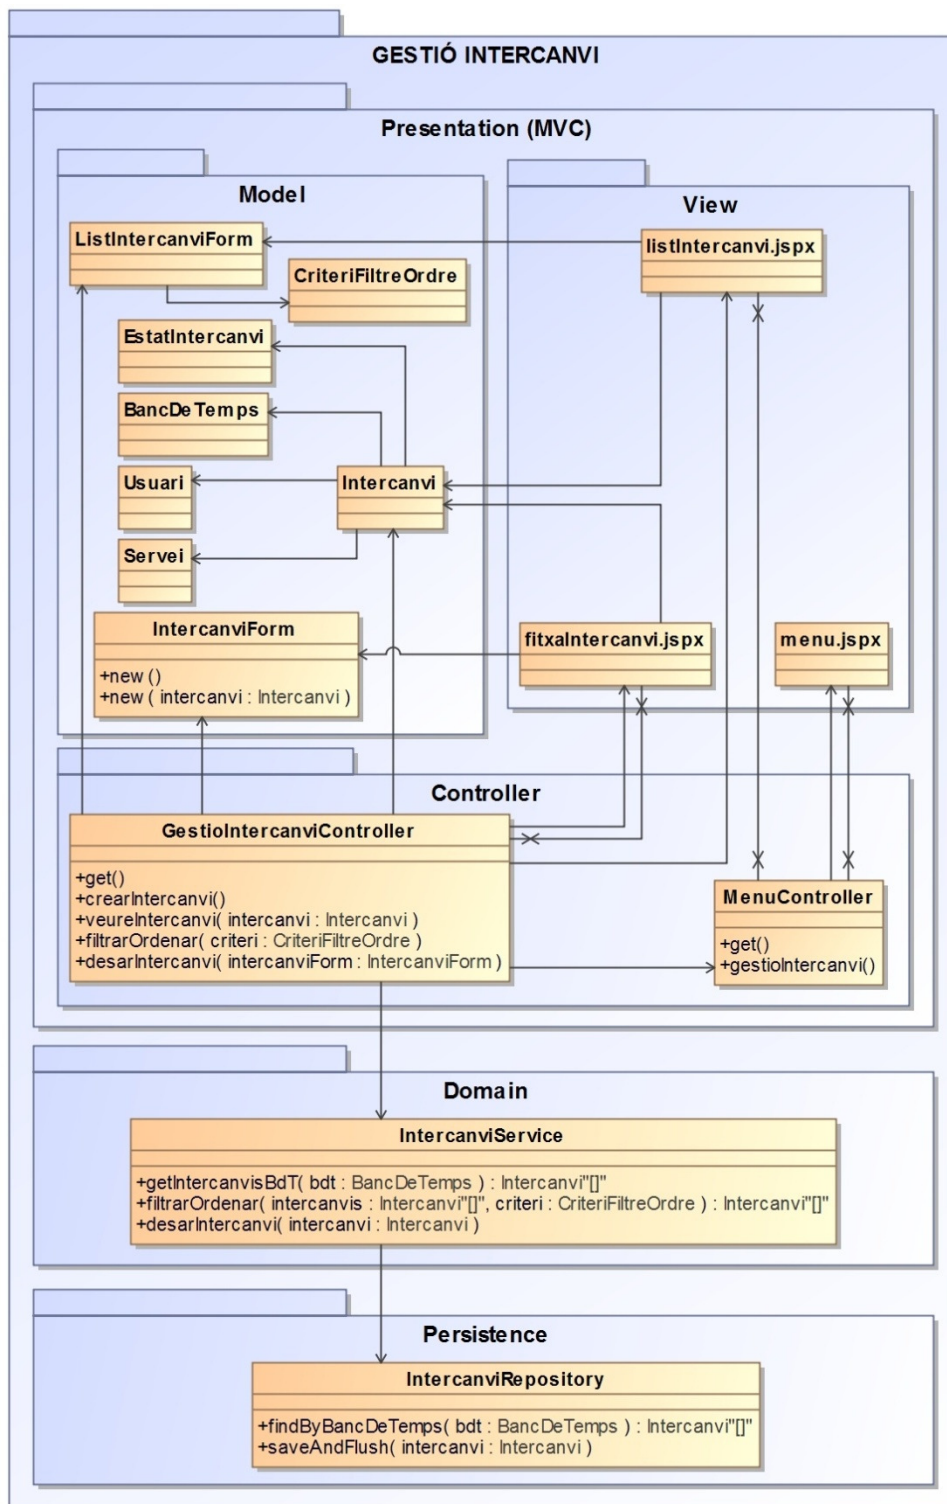 GESTIÓ INTERCANVI
Presentation (MVC)
Model
ListIntercanviForm
CriteriFiltreOrdre
EstatIntercanvi
BancDeTemps
Usuari
Intercanvi
Servei
IntercanviForm
+new ()
+new ( intercanvi : Intercanvi )
View
listIntercanvi.jspx
fitxaIntercanvi.jspx
menu.jspx
Controller
GestioIntercanviController
+get()
+crearIntercanvi()
+veureIntercanvi( intercanvi : Intercanvi )
+filtrarOrdenar( criteri : CriteriFiltreOrdre )
+desarIntercanvi( intercanviForm : IntercanviForm )
MenuController
+get()
+gestioIntercanvi()
Domain
IntercanviService
+getIntercanvisBdT( bdt : BancDeTemps ) : Intercanvi"[]"
+filtrarOrdenar( intercanvis : Intercanvi"[]", criteri : CriteriFiltreOrdre ) : Intercanvi"[]"
+desarIntercanvi( intercanvi : Intercanvi )
Persistence
IntercanviRepository
+findByBancDeTemps( bdt : BancDeTemps ) : Intercanvi"[]"
+saveAndFlush( intercanvi : Intercanvi )